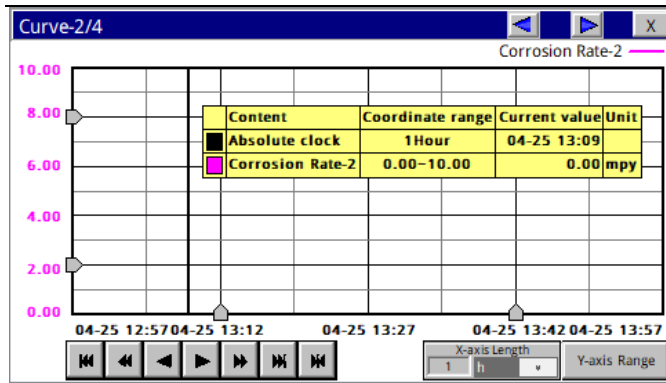 Curve-2/4 X
Corrosion Rate-2
10.00
8.00
Content Coordinate range Current value Unit
Absolute clock 1Hour 04-25 13:09
Corrosion Rate-2 0.00~10.00 0.00 mpy
6.00
4.00
2.00
0.00
04-25 12:57 04-25 13:12 04-25 13:27 04-25 13:42 04-25 13:57
X-axis Length
1 h Y-axis Range